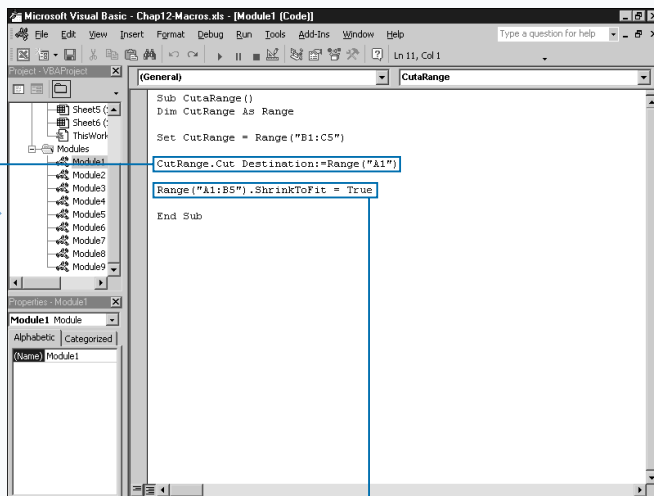 Microsoft Visual Basic - Chap12-Macros.xls - [Module1 (Code)]
File Edit View Insert Format Debug Run Tools Add-Ins Window Help Type a question for help
Ln 11, Col 1
Project - VBAProject
(General) CutaRange
Sheet5 (:
Sheet6 (:
ThisWork
Modules
Module1
Module2
Module3
Module4
Module5
Module6
Module7
Module8
Module9
Sub CutaRange()
Dim CutRange As Range
Set CutRange = Range("B1:C5")
CutRange.Cut Destination:=Range("A1")
Range("A1:B5").ShrinkToFit = True
End Sub
Properties - Module1
Module1 Module
Alphabetic Categorized
(Name) Module1